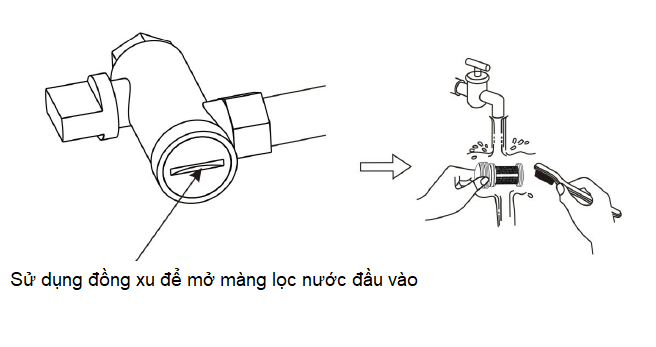 Sử dụng đồng xu để mở màng lọc nước đầu vào